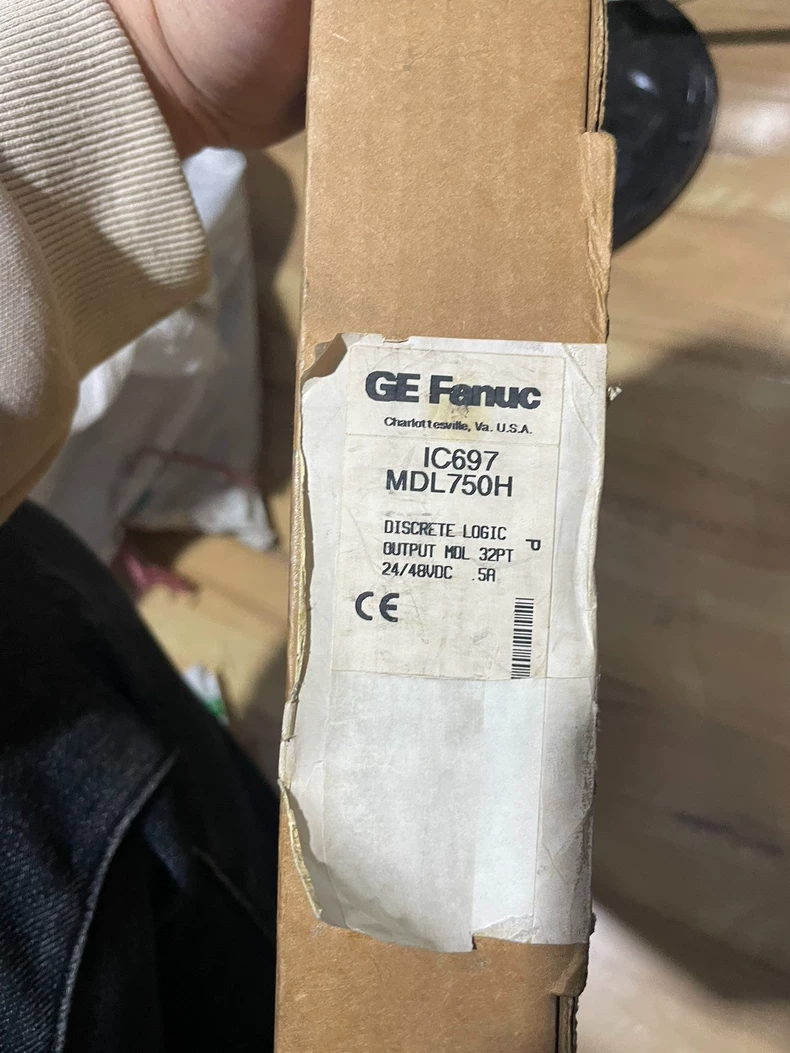 GE Fanuc
Charlottesville, Va. U.S.A.
IC697
MDL750H
DISCRETE LOGIC
OUTPUT MDL 32PT
24/48VDC .5A
P
CE